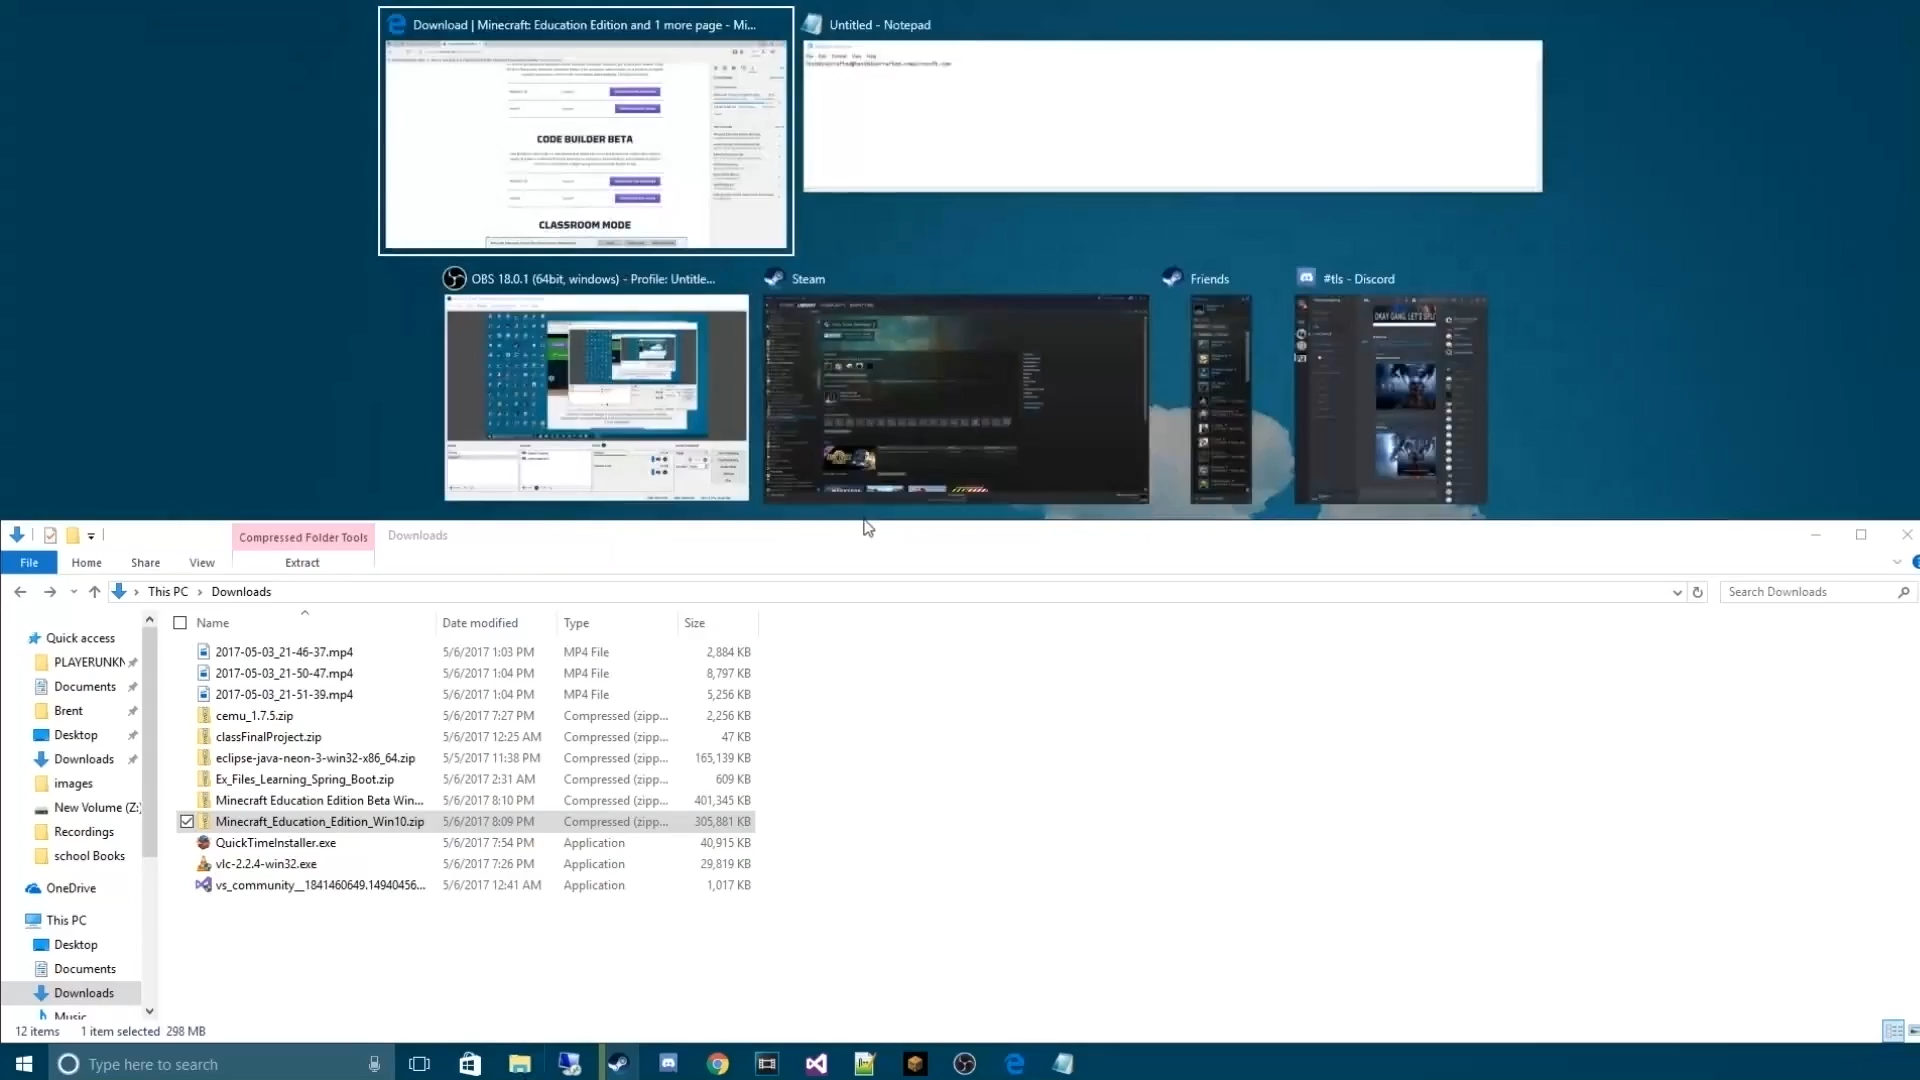 Download | Minecraft: Education Edition and 1 more page - Mi...
Untitled - Notepad
CODE BUILDER BETA
CLASSROOM MODE
OBS 18.0.1 (64bit, windows) - Profile: Untitle...
Steam
Friends
#tls - Discord
Compressed Folder Tools
Downloads
File
Home
Share
View
Extract
This PC
Downloads
Search Downloads
Name
Date modified
Type
Size
Quick access
PLAYERUNKN
Documents
Brent
Desktop
Downloads
images
New Volume (Z:)
Recordings
school Books
OneDrive
This PC
Desktop
Documents
Downloads
Music
2017-05-03_21-46-37.mp4 5/6/2017 1:03 PM MP4 File 2,884 KB
2017-05-03_21-50-47.mp4 5/6/2017 1:04 PM MP4 File 8,797 KB
2017-05-03_21-51-39.mp4 5/6/2017 1:04 PM MP4 File 5,256 KB
cemu_1.7.5.zip 5/6/2017 7:27 PM Compressed (zipp... 2,256 KB
classFinalProject.zip 5/6/2017 12:25 AM Compressed (zipp... 47 KB
eclipse-java-neon-3-win32-x86_64.zip 5/5/2017 11:38 PM Compressed (zipp... 165,139 KB
Ex_Files_Learning_Spring_Boot.zip 5/6/2017 2:31 AM Compressed (zipp... 609 KB
Minecraft Education Edition Beta Win... 5/6/2017 8:10 PM Compressed (zipp... 401,345 KB
Minecraft_Education_Edition_Win10.zip 5/6/2017 8:09 PM Compressed (zipp... 305,881 KB
QuickTimeInstaller.exe 5/6/2017 7:54 PM Application 40,915 KB
vlc-2.2.4-win32.exe 5/6/2017 7:26 PM Application 29,819 KB
vs_community__1841460649.14940456... 5/6/2017 12:41 AM Application 1,017 KB
12 items 1 item selected 298 MB
Type here to search